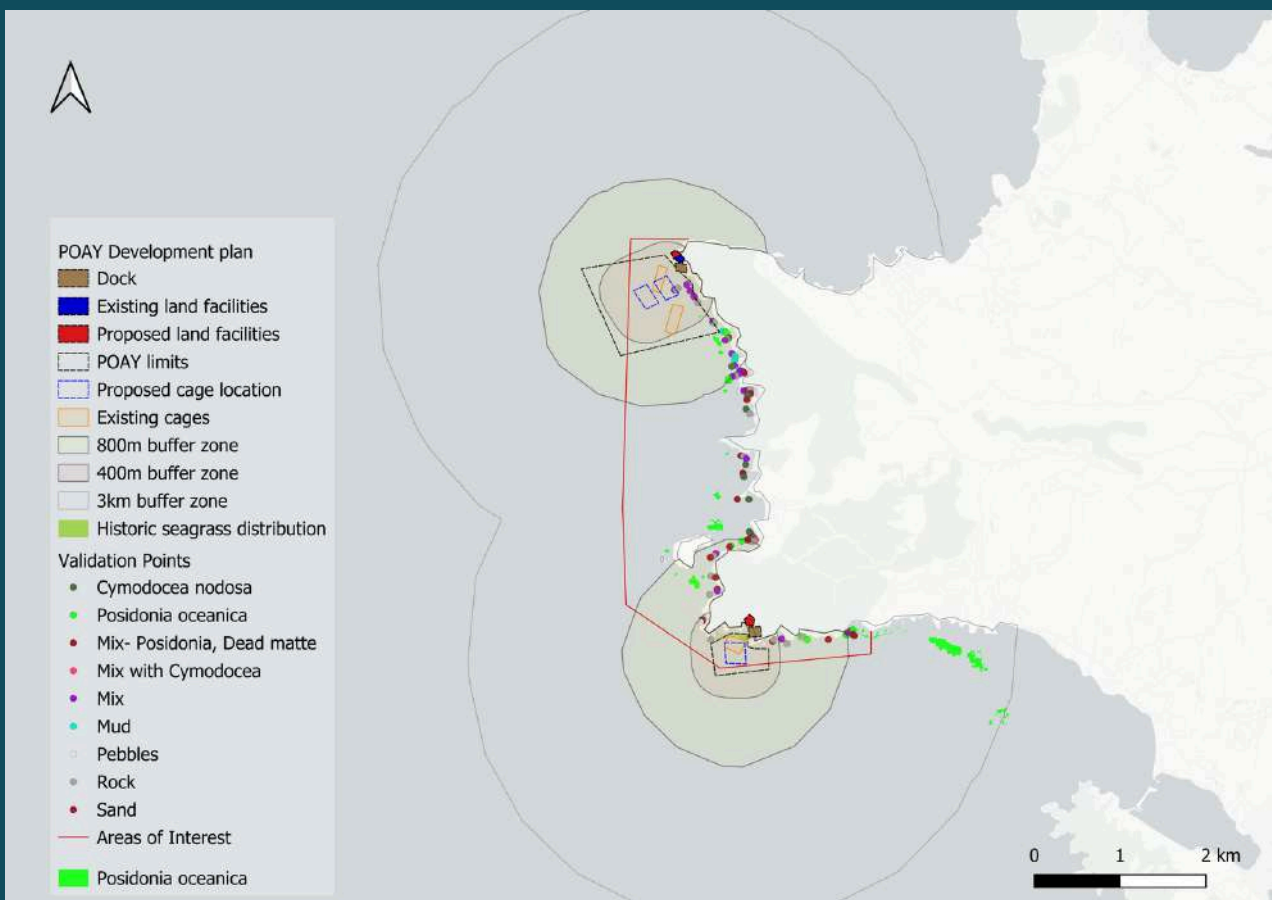 POAY Development plan
Dock
Existing land facilities
Proposed land facilities
POAY limits
Proposed cage location
Existing cages
800m buffer zone
400m buffer zone
3km buffer zone
Historic seagrass distribution
Validation Points
Cymodocea nodosa
Posidonia oceanica
Mix- Posidonia, Dead matte
Mix with Cymodocea
Mix
Mud
Pebbles
Rock
Sand
Areas of Interest
Posidonia oceanica
0 1 2 km